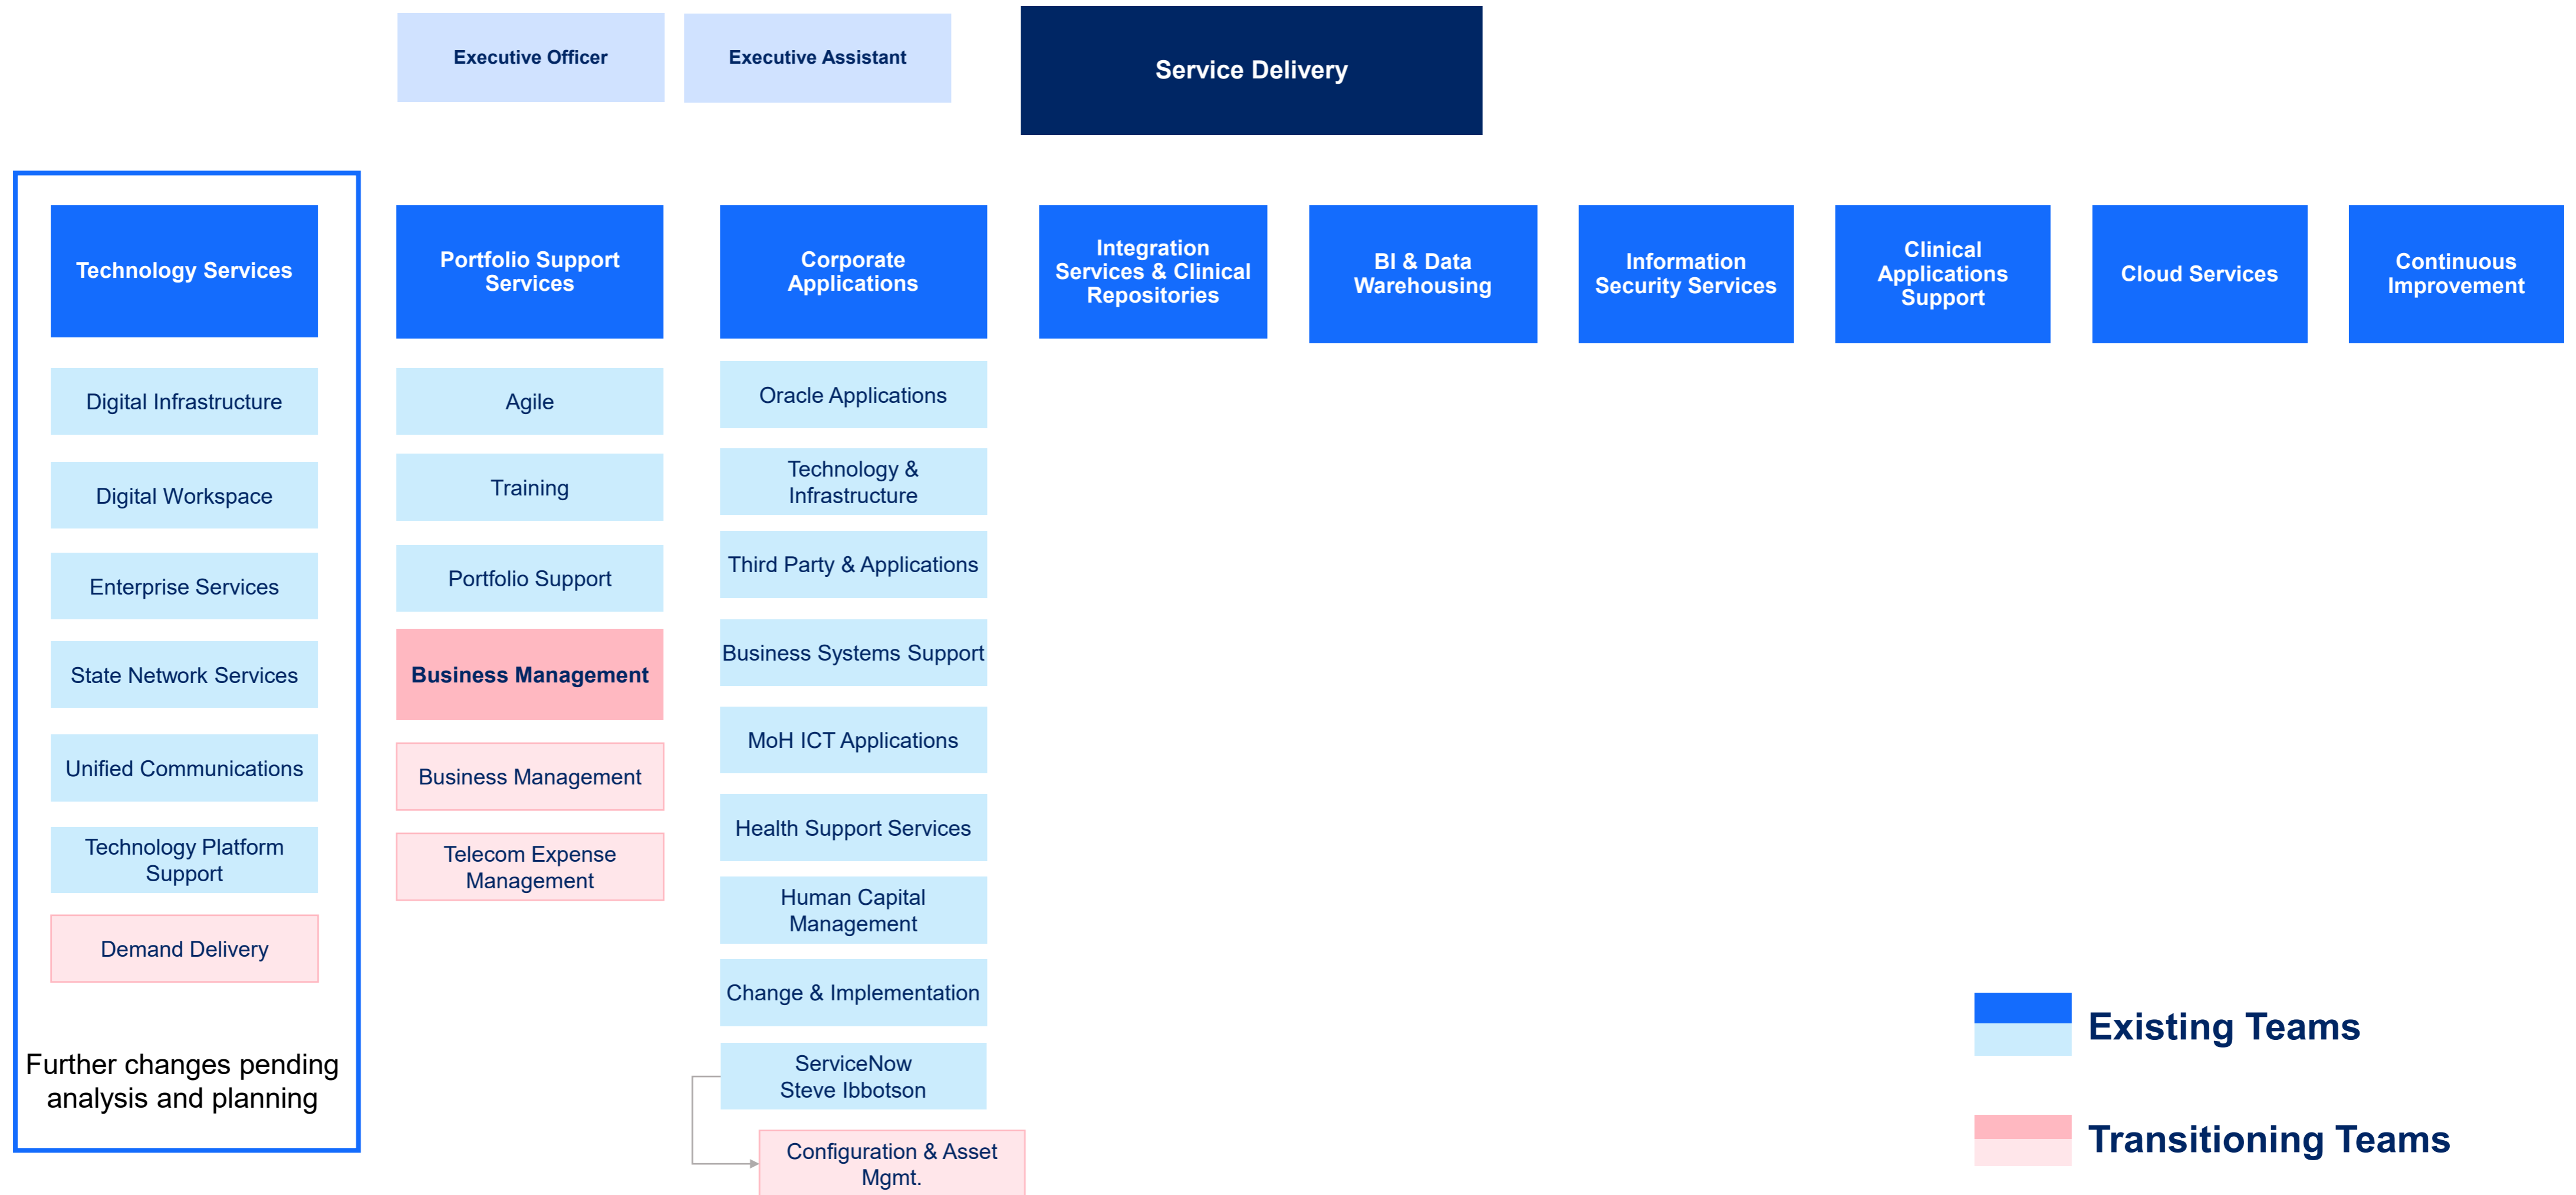 Executive Officer
Executive Assistant
Service Delivery
Technology Services
Digital Infrastructure
Digital Workspace
Enterprise Services
State Network Services
Unified Communications
Technology Platform
Support
Demand Delivery
Further changes pending
analysis and planning
Portfolio Support
Services
Agile
Training
Portfolio Support
Business Management
Business Management
Telecom Expense
Management
Corporate
Applications
Oracle Applications
Technology &
Infrastructure
Third Party & Applications
Business Systems Support
MoH ICT Applications
Health Support Services
Human Capital
Management
Change & Implementation
ServiceNow
Steve Ibbotson
Configuration & Asset
Mgmt.
Integration
Services & Clinical
Repositories
BI & Data
Warehousing
Information
Security Services
Clinical
Applications
Support
Cloud Services
Continuous
Improvement
Existing Teams
Transitioning Teams